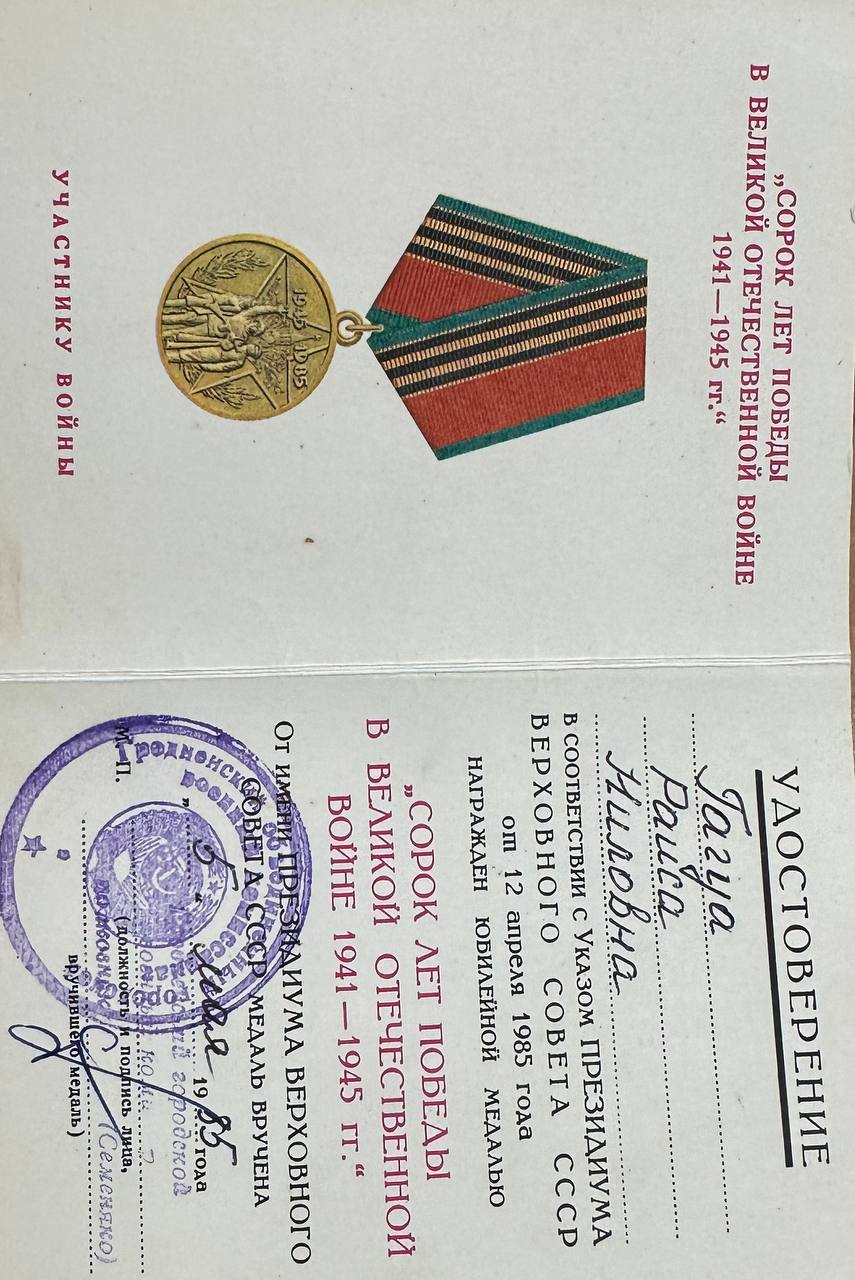 „СОРОК ЛЕТ ПОБЕДЫ
В ВЕЛИКОЙ ОТЕЧЕСТВЕННОЙ ВОЙНЕ
1941—1945 гг.“
1945 1985
УЧАСТНИКУ ВОЙНЫ
УДОСТОВЕРЕНИЕ
Гагуа
Раиса
Ниловна
В СООТВЕТСТВИИ С УКАЗОМ ПРЕЗИДИУМА
ВЕРХОВНОГО СОВЕТА СССР
от 12 апреля 1985 года
НАГРАЖДЕН ЮБИЛЕЙНОЙ МЕДАЛЬЮ
„СОРОК ЛЕТ ПОБЕДЫ
В ВЕЛИКОЙ ОТЕЧЕСТВЕННОЙ
ВОЙНЕ 1941—1945 гг.“
От имени ПРЕЗИДИУМА ВЕРХОВНОГО
СОВЕТА СССР МЕДАЛЬ ВРУЧЕНА
„5“ мая 1985 года
городской
М. П.
(должность и подпись лица,
вручившего медаль)
(Семеняко)